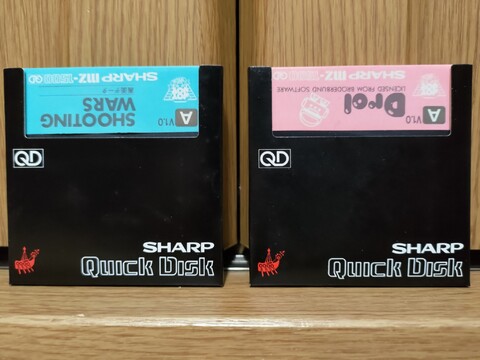 SHARP MZ-1500 QD
SHOOTING
WARS
V1.0
A
QD
SHARP
Quick Disk
SHARP MZ-1500 QD
LICENSED FROM BRODERBUND SOFTWARE
Drol
V1.0
A
QD
SHARP
Quick Disk